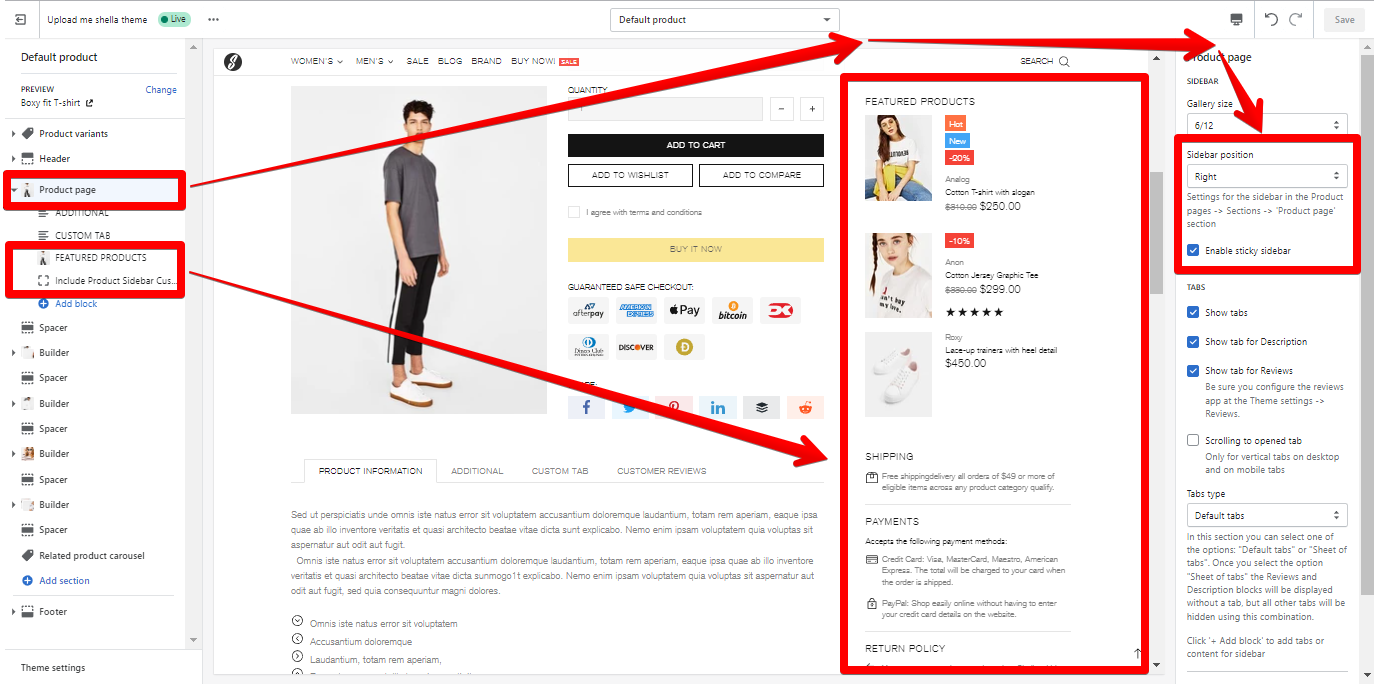 Upload me shella theme
Live
Default product
Save
Default product
PREVIEW
Change
Boxy fit T-shirt
Product variants
Header
Product page
ADDITIONAL
CUSTOM TAB
FEATURED PRODUCTS
Include Product Sidebar Cus...
Add block
Spacer
Builder
Spacer
Builder
Spacer
Builder
Spacer
Builder
Spacer
Related product carousel
Add section
Footer
Theme settings
WOMEN'S
MEN'S
SALE
BLOG
BRAND
BUY NOW!
SALE
SEARCH
QUANTITY
ADD TO CART
ADD TO WISHLIST
ADD TO COMPARE
I agree with terms and conditions
BUY IT NOW
GUARANTEED SAFE CHECKOUT:
afterpay
AMERICAN EXPRESS
Pay
bitcoin
Diners Club
DISCOVER
PRODUCT INFORMATION
ADDITIONAL
CUSTOM TAB
CUSTOMER REVIEWS
Sed ut perspiciatis unde omnis iste natus error sit voluptatem accusantium doloremque laudantium, totam rem aperiam, eaque ipsa
quae ab illo inventore veritatis et quasi architecto beatae vitae dicta sunt explicabo. Nemo enim ipsam voluptatem quia voluptas sit
aspernatur aut odit aut fugit.
Omnis iste natus error sit voluptatem accusantium doloremque laudantium, totam rem aperiam, eaque ipsa quae ab illo inventore
veritatis et quasi architecto beatae vitae dicta sunmogo1t explicabo. Nemo enim ipsam voluptatem quia voluptas sit aspernatur aut
odit aut fugit, sed quia consequuntur magni dolores.
Omnis iste natus error sit voluptatem
Accusantium doloremque
Laudantium, totam rem aperiam,
FEATURED PRODUCTS
Hot
New
-20%
Analog
Cotton T-shirt with slogan
$310.00 $250.00
-10%
Anon
Cotton Jersey Graphic Tee
$330.00 $299.00
Roxy
Lace-up trainers with heel detail
$450.00
SHIPPING
Free shippingdelivery all orders of $49 or more of
eligible items across any product category qualify.
PAYMENTS
Accepts the following payment methods:
Credit Card: Visa, MasterCard, Maestro, American
Express. The total will be charged to your card when
the order is shipped.
PayPal: Shop easily online without having to enter
your credit card details on the website.
RETURN POLICY
Product page
SIDEBAR
Gallery size
6/12
Sidebar position
Right
Settings for the sidebar in the Product
pages -> Sections -> 'Product page'
section
Enable sticky sidebar
TABS
Show tabs
Show tab for Description
Show tab for Reviews
Be sure you configure the reviews
app at the Theme settings ->
Reviews.
Scrolling to opened tab
Only for vertical tabs on desktop
and on mobile tabs
Tabs type
Default tabs
In this section you can select one of
the options: "Default tabs" or "Sheet of
tabs". Once you select the option
"Sheet of tabs" the Reviews and
Description blocks will be displayed
without a tab, but all other tabs will be
hidden using this combination.
Click '+ Add block' to add tabs or
content for sidebar